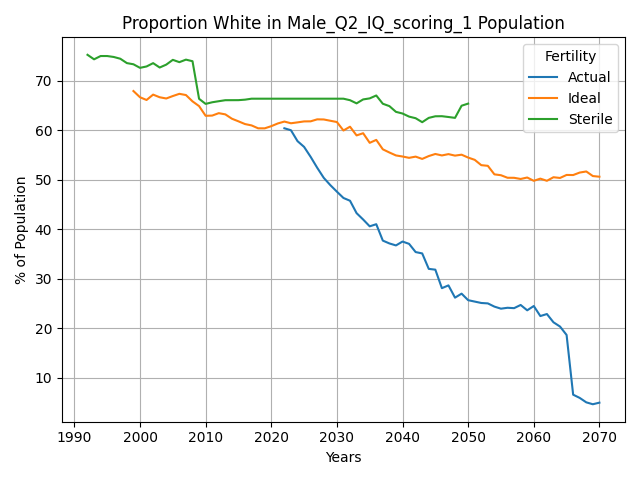 Proportion White in Male_Q2_IQ_scoring_1 Population
Fertility
Actual
Ideal
Sterile
% of Population
70
60
50
40
30
20
10
1990 2000 2010 2020 2030 2040 2050 2060 2070
Years